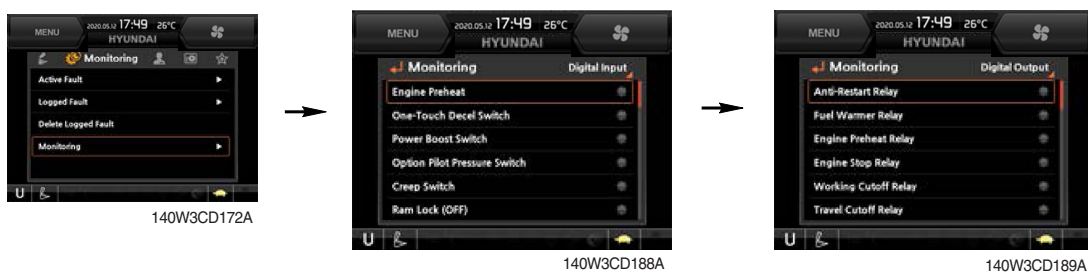 MENU
2020.05.12 17:49 26°C
HYUNDAI
Monitoring
Active Fault
Logged Fault
Delete Logged Fault
Monitoring
U
140W3CD172A
MENU
2020.05.12 17:49 26°C
HYUNDAI
Monitoring Digital Input
Engine Preheat
One-Touch Decel Switch
Power Boost Switch
Option Pilot Pressure Switch
Creep Switch
Ram Lock (OFF)
U
140W3CD188A
MENU
2020.05.12 17:49 26°C
HYUNDAI
Monitoring Digital Output
Anti-Restart Relay
Fuel Warmer Relay
Engine Preheat Relay
Engine Stop Relay
Working Cutoff Relay
Travel Cutoff Relay
U
140W3CD189A